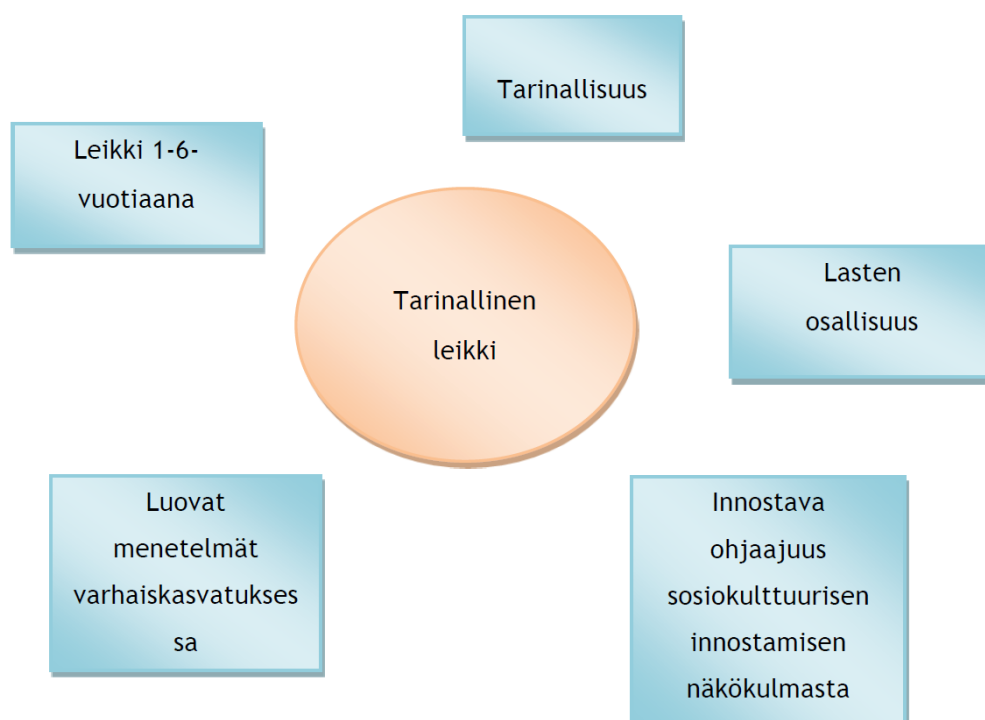 Tarinallisuus
Leikki 1-6-
vuotiaana
Lasten
osallisuus
Tarinallinen
leikki
Luovat
menetelmät
varhaiskasvatukses
sa
Innostava
ohjaajuus
sosiokulttuurisen
innostamisen
näkökulmasta